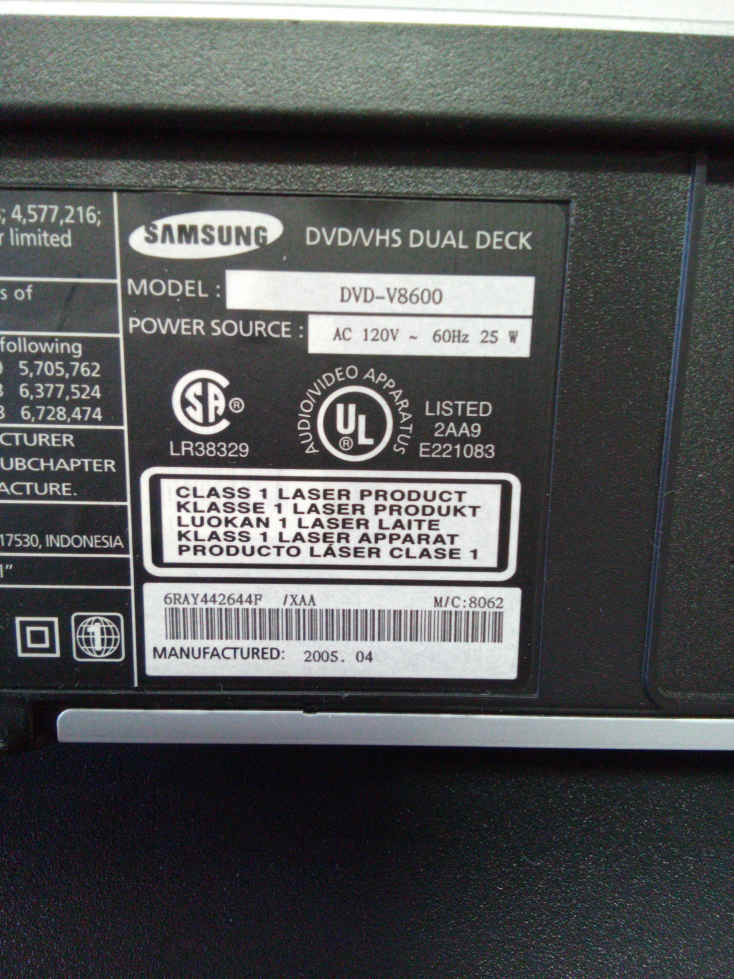 ; 4,577,216;
r limited
s of
following
5,705,762
6,377,524
6,728,474
CTURER
UBCHAPTER
ACTURE.
17530, INDONESIA
1"
1
SAMSUNG DVD/VHS DUAL DECK
MODEL : DVD-V8600
POWER SOURCE : AC 120V ~ 60Hz 25 W
SA ®
LR38329
AUDIO/VIDEO APPARATUS
UL ®
LISTED
2AA9
E221083
CLASS 1 LASER PRODUCT
KLASSE 1 LASER PRODUKT
LUOKAN 1 LASER LAITE
KLASS 1 LASER APPARAT
PRODUCTO LÁSER CLASE 1
6RAY442644F /XAA M/C:8062
MANUFACTURED: 2005. 04